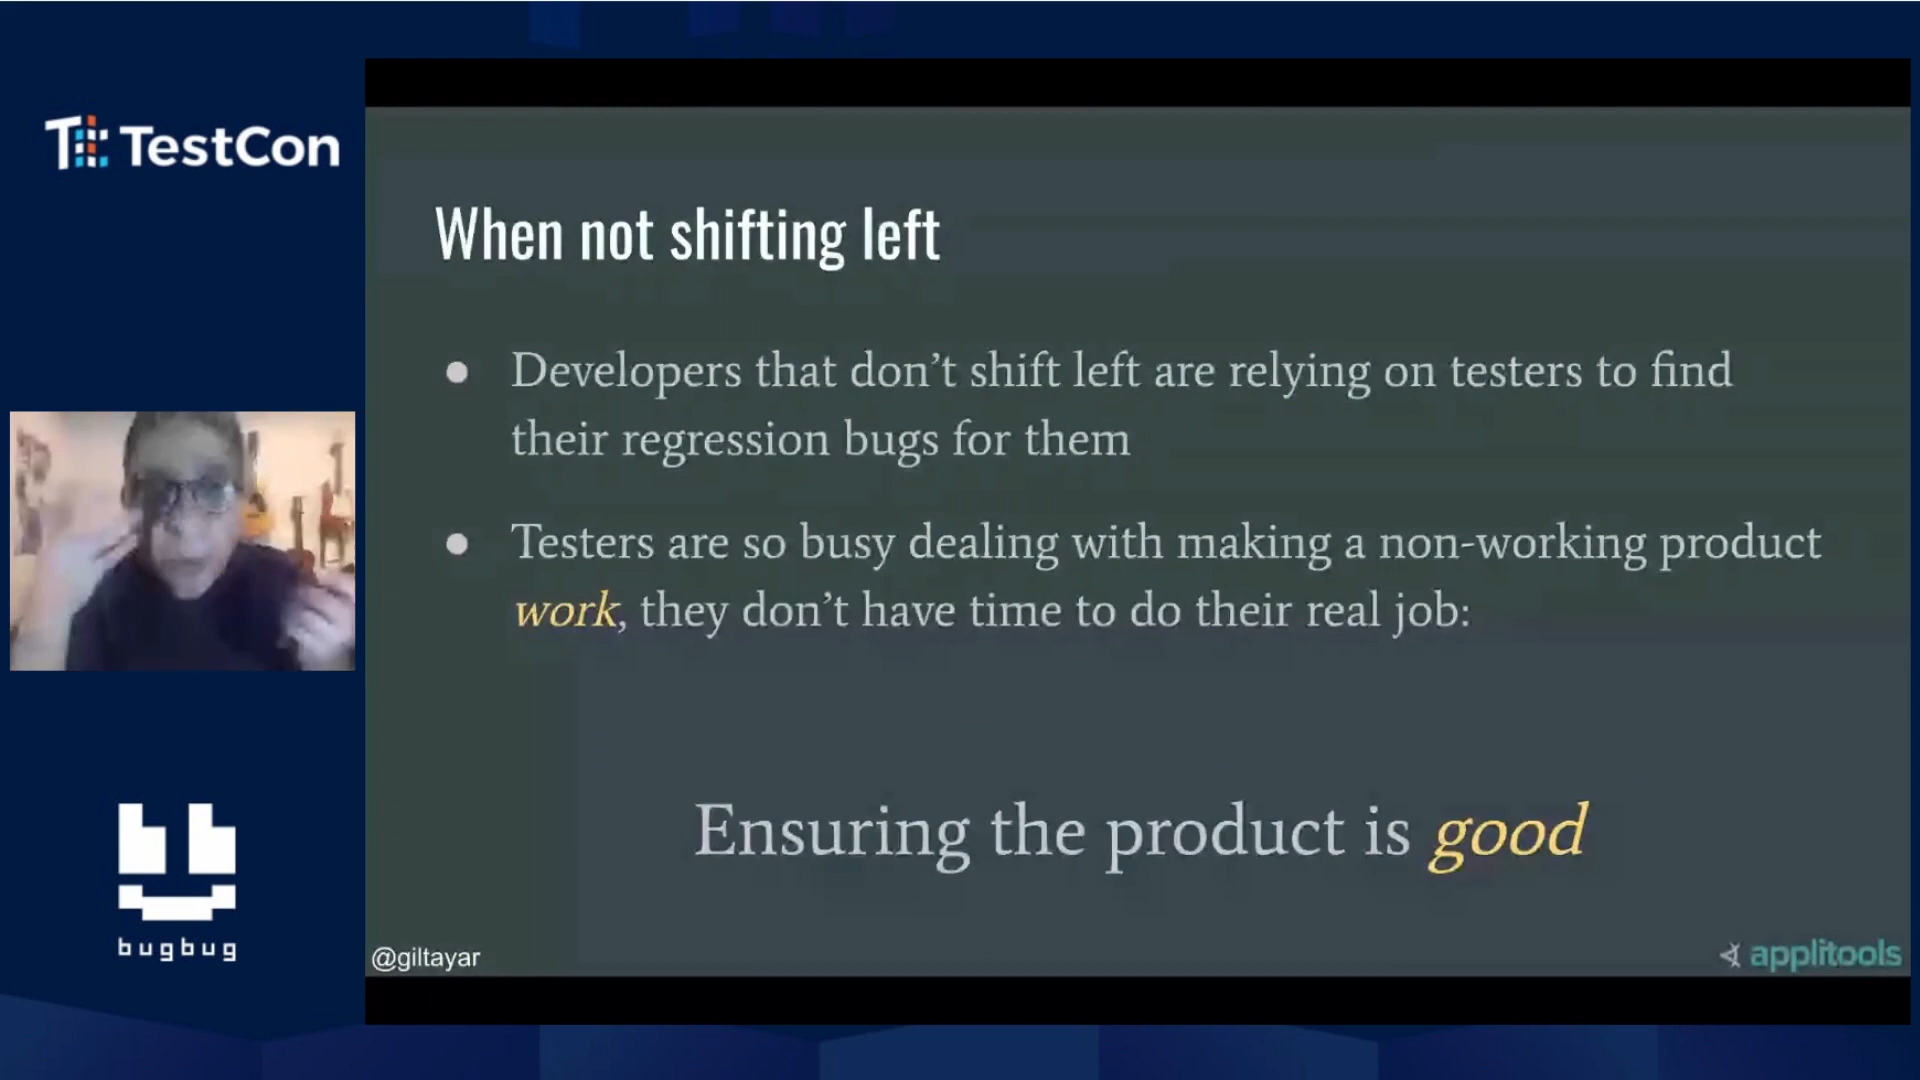 TestCon
When not shifting left
Developers that don't shift left are relying on testers to find
their regression bugs for them
Testers are so busy dealing with making a non-working product
work, they don't have time to do their real job:
Ensuring the product is good
bugbug
@giltayar
applitools